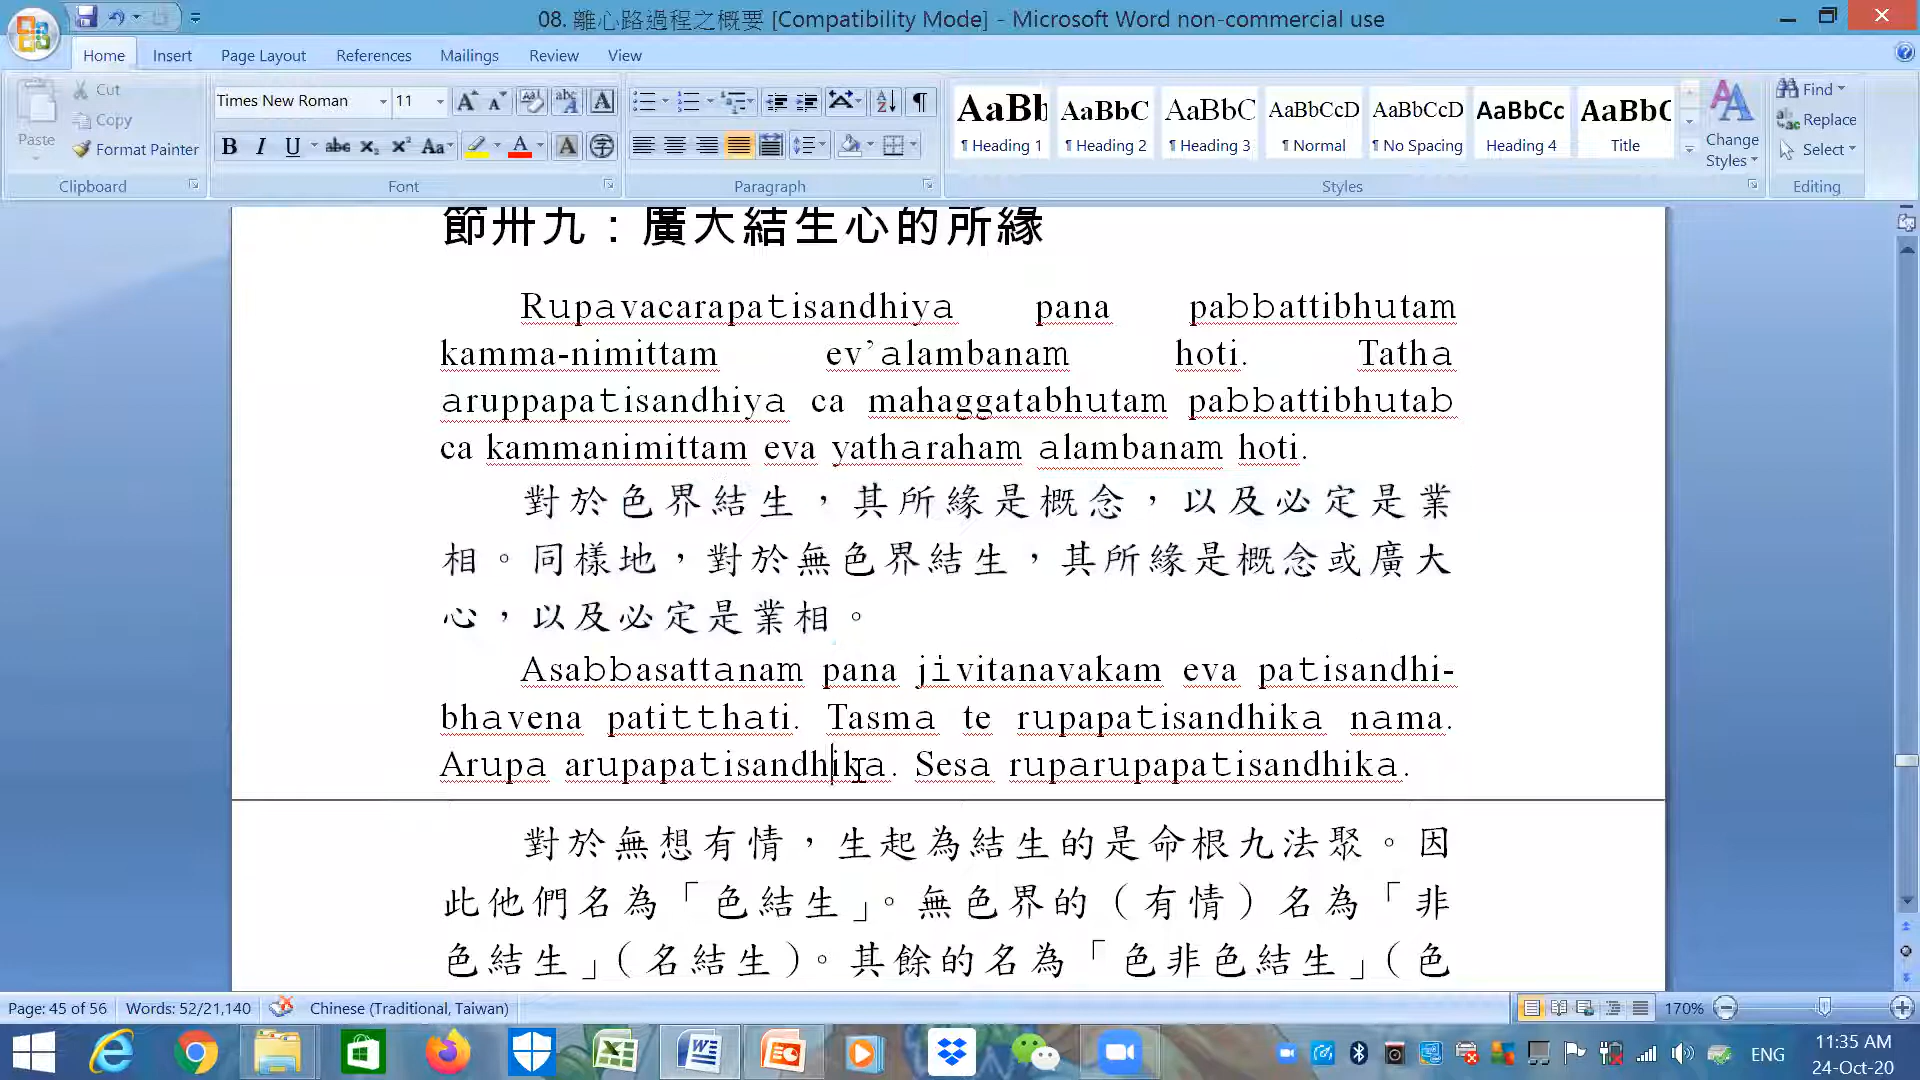 08. 離心路過程之概要 [Compatibility Mode] - Microsoft Word non-commercial use
Home Insert Page Layout References Mailings Review View
Paste Cut Copy Format Painter Clipboard
Times New Roman 11 Font
Paragraph
AaBb AaBbC AaBbC AaBbCcD AaBbCcD AaBbCc AaBbC
¶ Heading 1 ¶ Heading 2 ¶ Heading 3 ¶ Normal ¶ No Spacing Heading 4 Title
Change Styles Styles
Find Replace Select Editing
節卅九：廣大結生心的所緣
Rupavacarapatisandhiya pana pabbattibhutam
kamma-nimittam ev’alambanam hoti. Tatha
aruppapatisandhiya ca mahaggatabhutam pabbattibhutab
ca kammanimittam eva yatharaham alambanam hoti.
對於色界結生，其所緣是概念，以及必定是業
相。同樣地，對於無色界結生，其所緣是概念或廣大
心，以及必定是業相。
Asabbasattanam pana jivitanavakam eva patisandhi-
bhavena patitthati. Tasma te rupapatisandhika nama.
Arupa arupapatisandhika. Sesa ruparupapatisandhika.
對於無想有情，生起為結生的是命根九法聚。因
此他們名為「色結生」。無色界的（有情）名為「非
色結生」（名結生）。其餘的名為「色非色結生」（色
Page: 45 of 56 Words: 52/21,140 Chinese (Traditional, Taiwan) 170%
ENG 11:35 AM
24-Oct-20